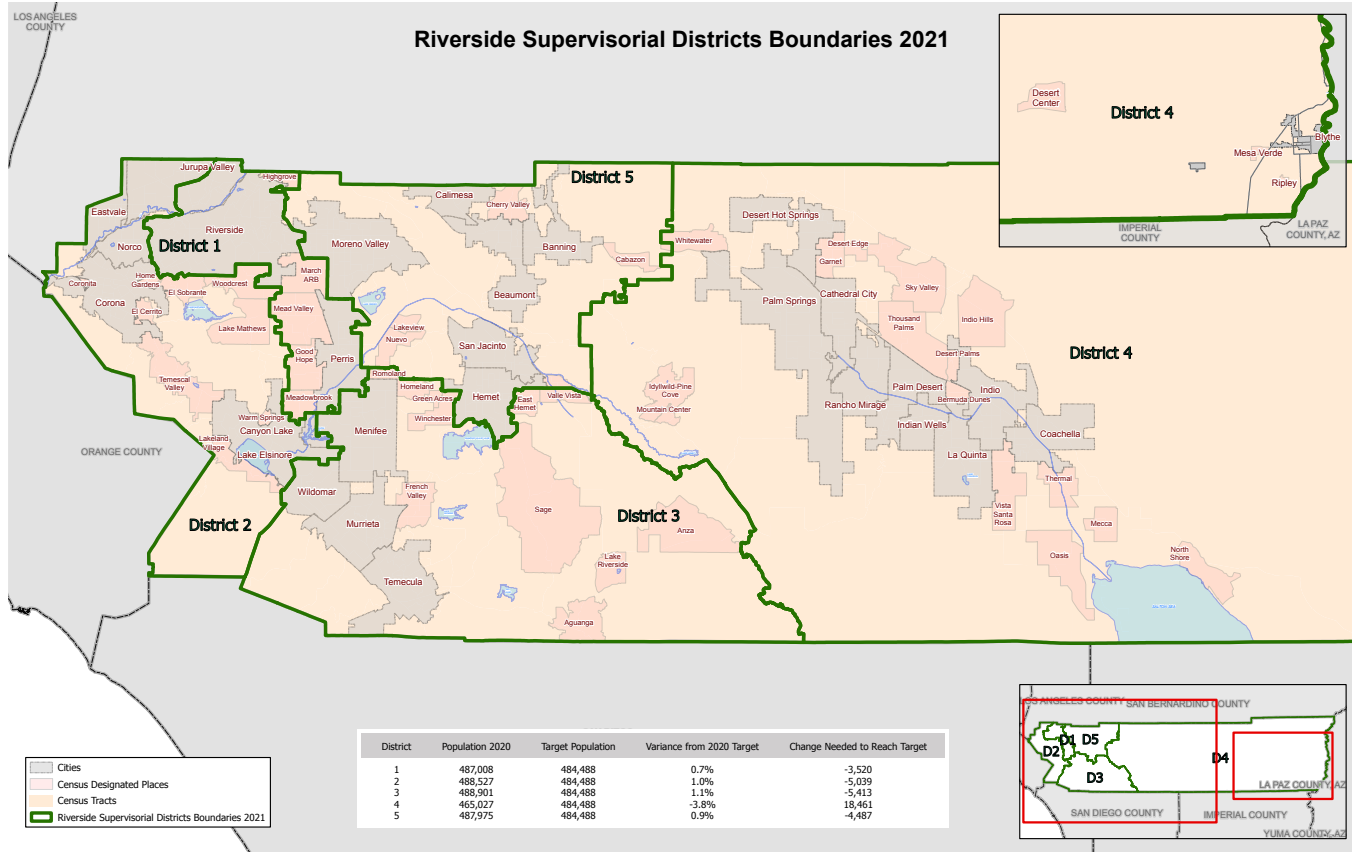 LOS ANGELES
COUNTY
Riverside Supervisorial Districts Boundaries 2021
Desert
Center
District 4
Blythe
Mesa Verde
Ripley
IMPERIAL
COUNTY
LA PAZ
COUNTY, AZ
Jurupa Valley
Highgrove
District 5
Calimesa
Cherry Valley
Eastvale
Riverside
Desert Hot Springs
Norco
District 1
Moreno Valley
Banning
Whitewater
Desert Edge
Cabazon
Garnet
Coronita
Home
Gardens
Woodcrest
March
ARB
El Sobrante
Corona
Beaumont
Palm Springs
Cathedral City
Sky Valley
El Cerrito
Mead Valley
Lake Mathews
Lakeview
Nuevo
Thousand
Palms
Indio Hills
San Jacinto
Good
Hope
Perris
Desert Palms
District 4
Temescal
Valley
Romoland
Homeland
Idyllwild-Pine
Cove
Palm Desert
Indio
Meadowbrook
Green Acres
Hemet
East
Hemet
Valle Vista
Mountain Center
Rancho Mirage
Bermuda Dunes
Warm Springs
Winchester
Indian Wells
Canyon Lake
Menifee
Coachella
Lakeland
Village
Lake Elsinore
La Quinta
ORANGE COUNTY
Wildomar
French
Valley
Thermal
Sage
Vista
Santa
Rosa
District 2
Murrieta
District 3
Anza
Mecca
Lake
Riverside
Oasis
North
Shore
Temecula
Aguanga
Cities
Census Designated Places
Census Tracts
Riverside Supervisorial Districts Boundaries 2021
District Population 2020 Target Population Variance from 2020 Target Change Needed to Reach Target
1 487,008 484,488 0.7% -3,520
2 488,527 484,488 1.0% -5,039
3 488,901 484,488 1.1% -5,413
4 465,027 484,488 -3.8% 18,461
5 487,975 484,488 0.9% -4,487
LOS ANGELES COUNTY
SAN BERNARDINO COUNTY
D1
D5
D2
D4
D3
LA PAZ COUNTY, AZ
SAN DIEGO COUNTY
IMPERIAL COUNTY
YUMA COUNTY, AZ